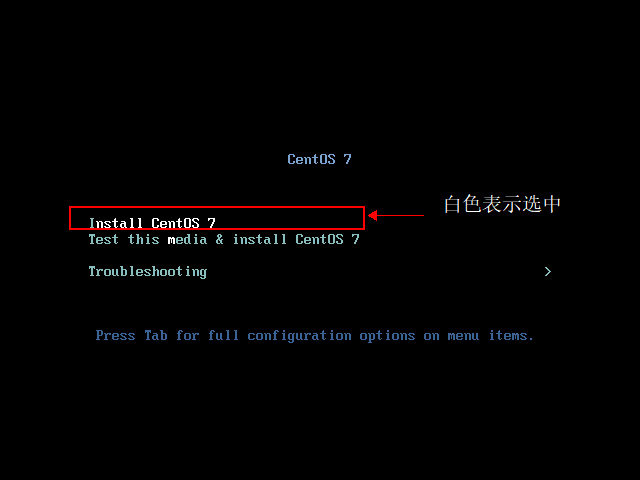 CentOS 7
白色表示选中
Install CentOS 7
Test this media & install CentOS 7
Troubleshooting >
Press Tab for full configuration options on menu items.